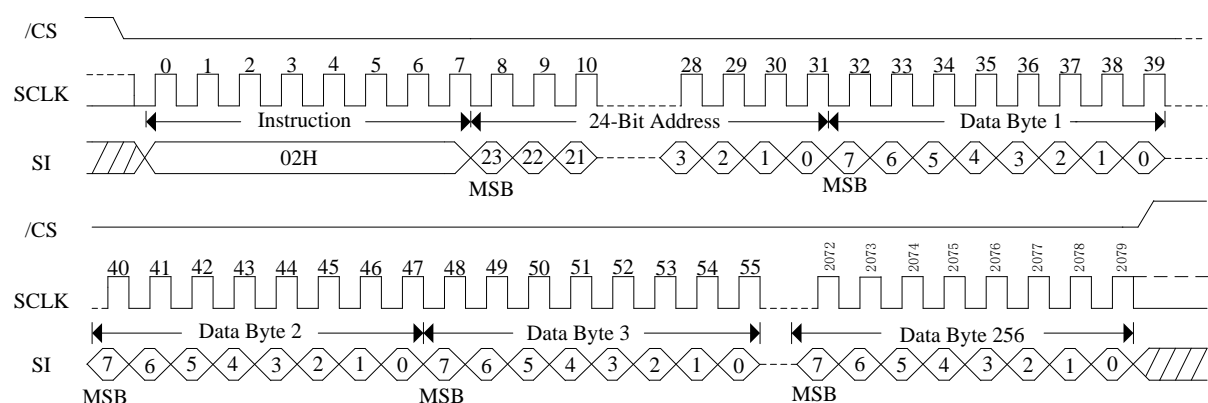 /CS
0 1 2 3 4 5 6 7 8 9 10 28 29 30 31 32 33 34 35 36 37 38 39
SCLK
Instruction 24-Bit Address Data Byte 1
SI 02H 23 22 21 3 2 1 0 7 6 5 4 3 2 1 0
MSB MSB
/CS
40 41 42 43 44 45 46 47 48 49 50 51 52 53 54 55 2072 2073 2074 2075 2076 2077 2078 2079
SCLK
Data Byte 2 Data Byte 3 Data Byte 256
SI 7 6 5 4 3 2 1 0 7 6 5 4 3 2 1 0 7 6 5 4 3 2 1 0
MSB MSB MSB